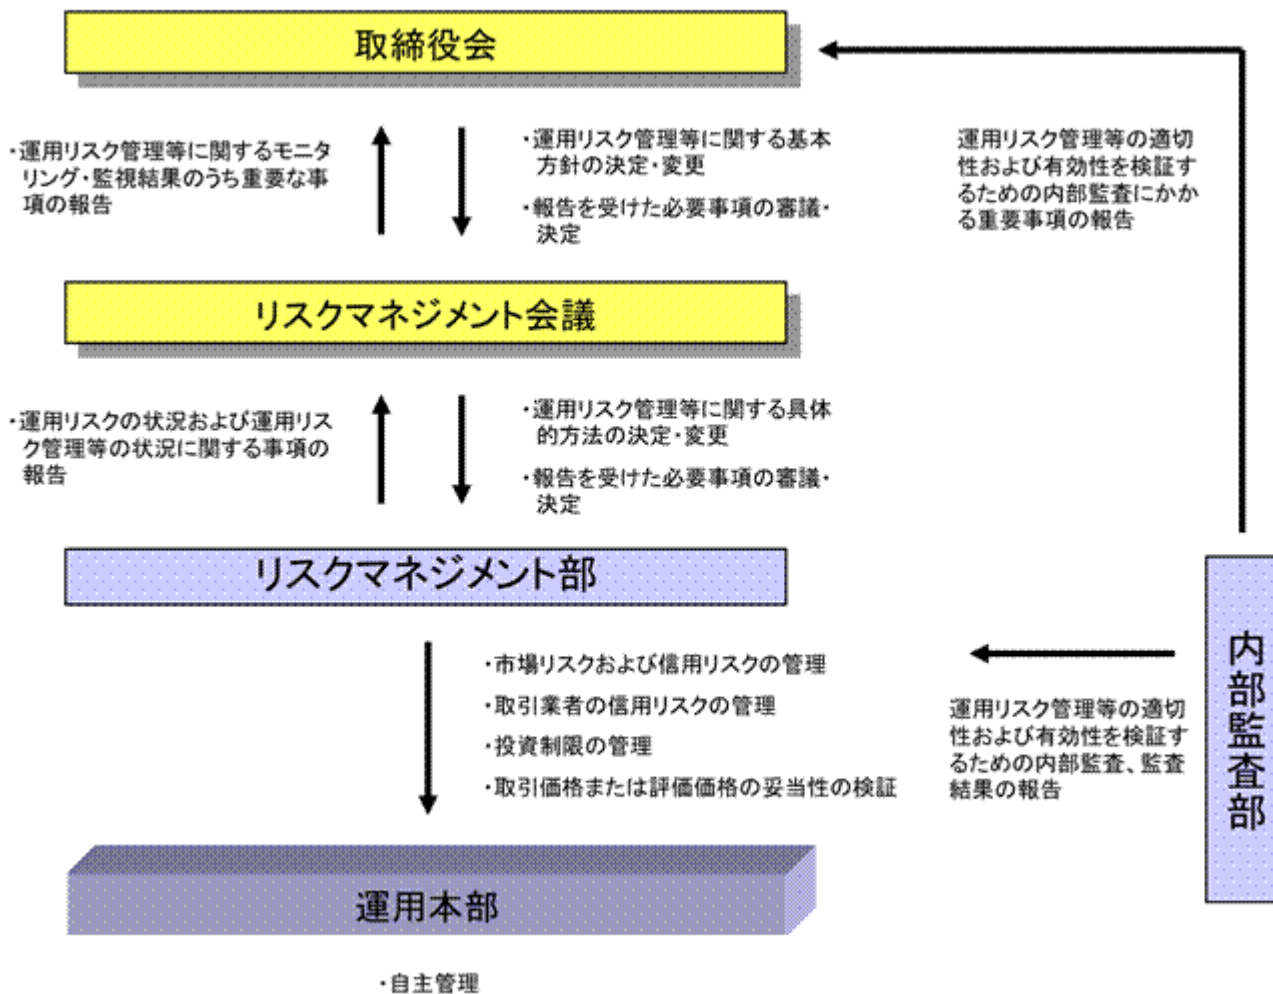 取締役会
・運用リスク管理等に関するモニタ
リング・監視結果のうち重要な事
項の報告
・運用リスク管理等に関する基本
方針の決定・変更
・報告を受けた必要事項の審議・
決定
運用リスク管理等の適切
性および有効性を検証す
るための内部監査にかか
る重要事項の報告
リスクマネジメント会議
・運用リスクの状況および運用リス
ク管理等の状況に関する事項の
報告
・運用リスク管理等に関する具体
的方法の決定・変更
・報告を受けた必要事項の審議・
決定
リスクマネジメント部
・市場リスクおよび信用リスクの管理
・取引業者の信用リスクの管理
・投資制限の管理
・取引価格または評価価格の妥当性の検証
運用リスク管理等の適切
性および有効性を検証す
るための内部監査、監査
結果の報告
内部監査部
運用本部
・自主管理